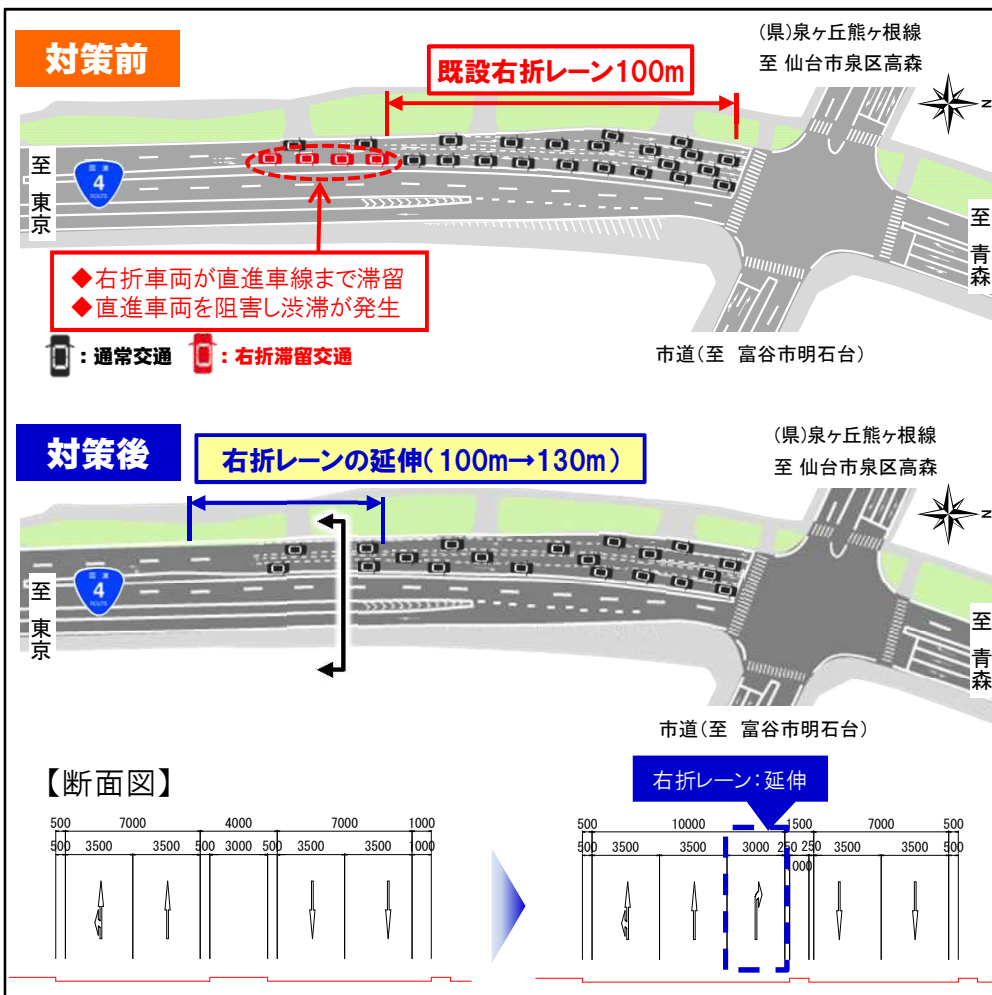 対策前
(県)泉ヶ丘熊ヶ根線
至 仙台市泉区高森
既設右折レーン100m
N
至 東京
国道
4
ROUTE
至 青森
◆右折車両が直進車線まで滞留
◆直進車両を阻害し渋滞が発生
:通常交通
:右折滞留交通
市道(至 富谷市明石台)
対策後
右折レーンの延伸(100m→130m)
(県)泉ヶ丘熊ヶ根線
至 仙台市泉区高森
N
至 東京
国道
4
ROUTE
至 青森
市道(至 富谷市明石台)
【断面図】
右折レーン:延伸
500 7000 4000 7000 1000
500 3500 3500 500 3000 500 3500 3500 1000
500 10000 1500 7000 500
500 3500 3500 3000 250 250 3500 3500 500